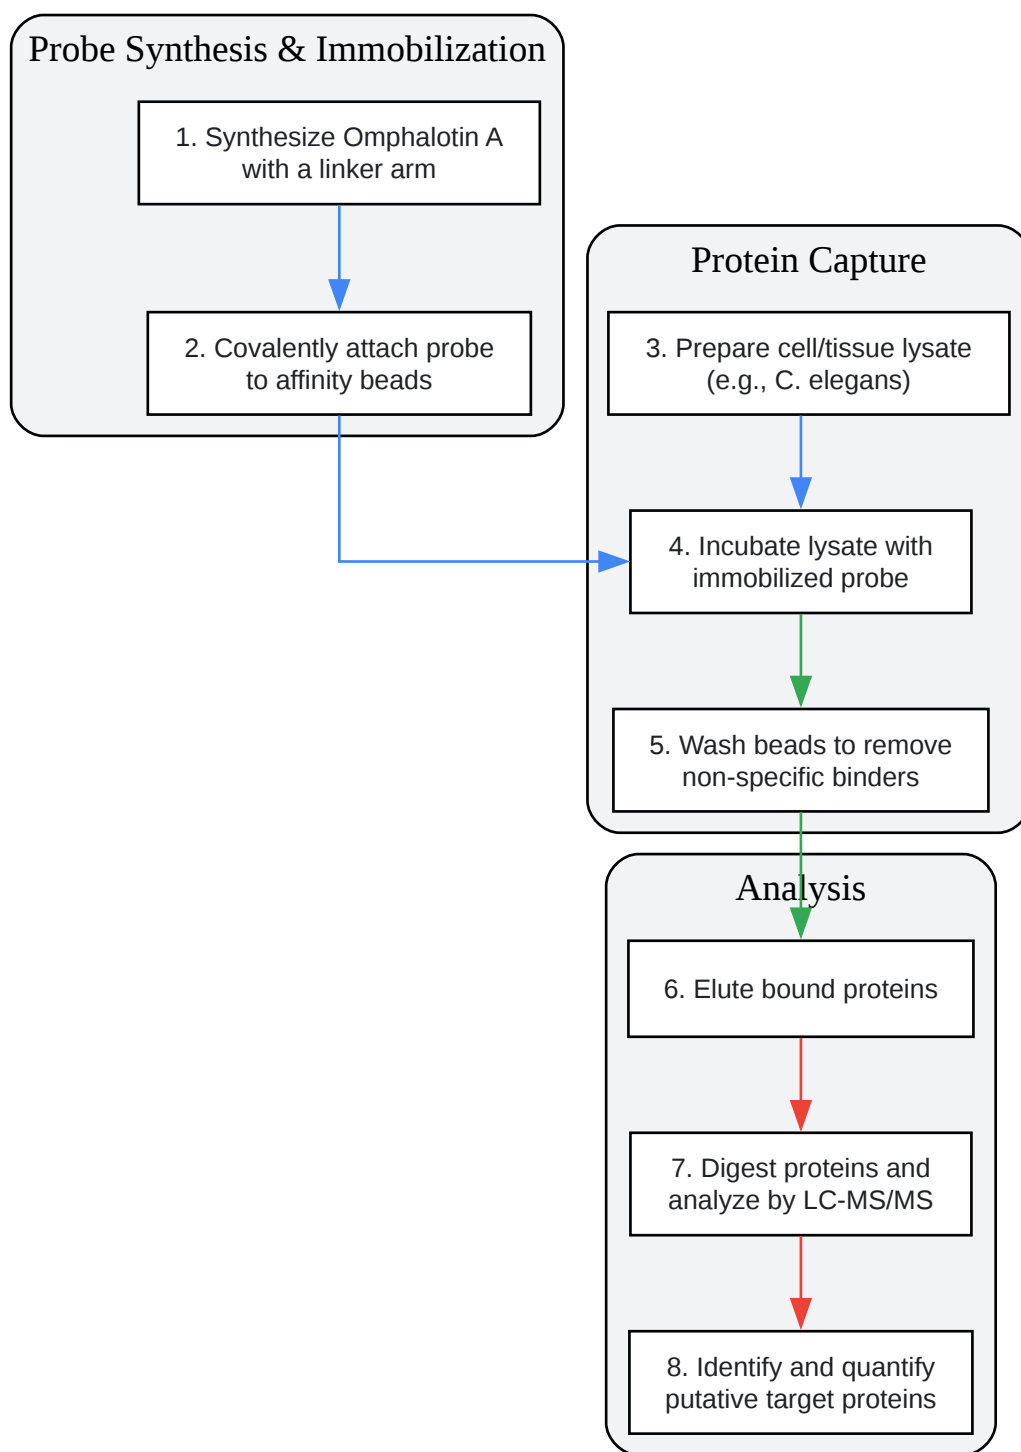 Probe Synthesis & Immobilization
1. Synthesize Omphalotin A
with a linker arm
2. Covalently attach probe
to affinity beads
Protein Capture
3. Prepare cell/tissue lysate
(e.g., C. elegans)
4. Incubate lysate with
immobilized probe
5. Wash beads to remove
non-specific binders
Analysis
6. Elute bound proteins
7. Digest proteins and
analyze by LC-MS/MS
8. Identify and quantify
putative target proteins